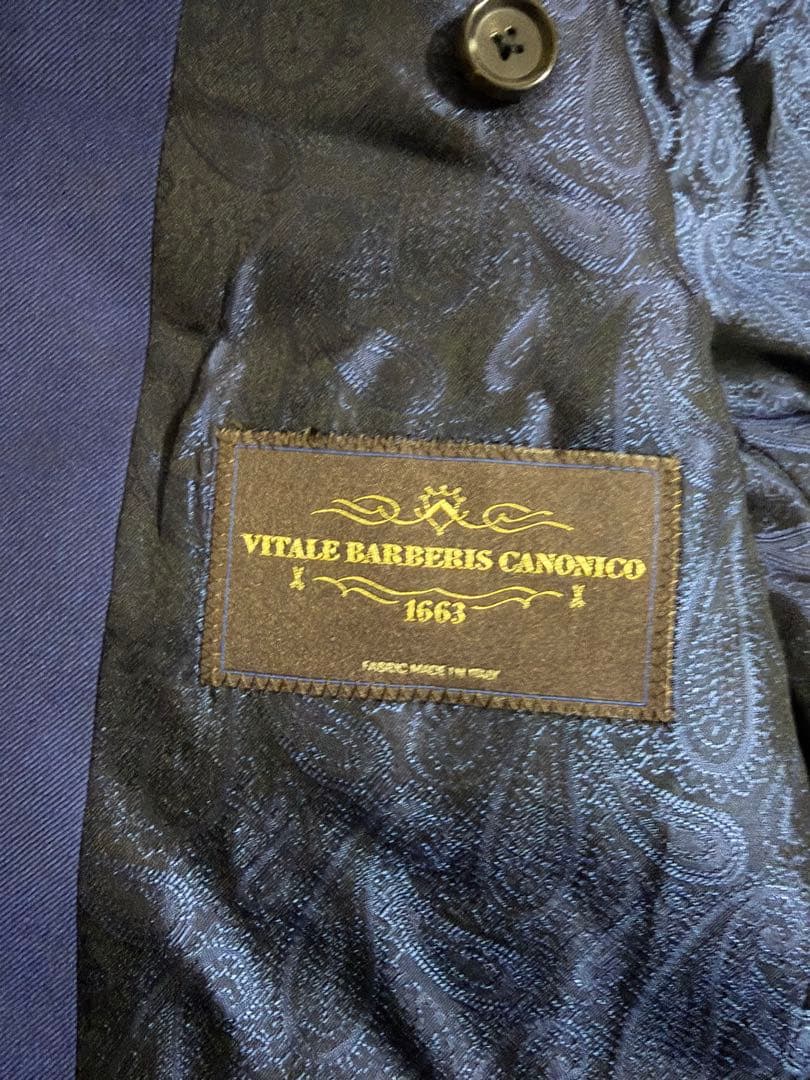 VITALE BARBERIS CANONICO
1663
FABRIC MADE IN ITALY